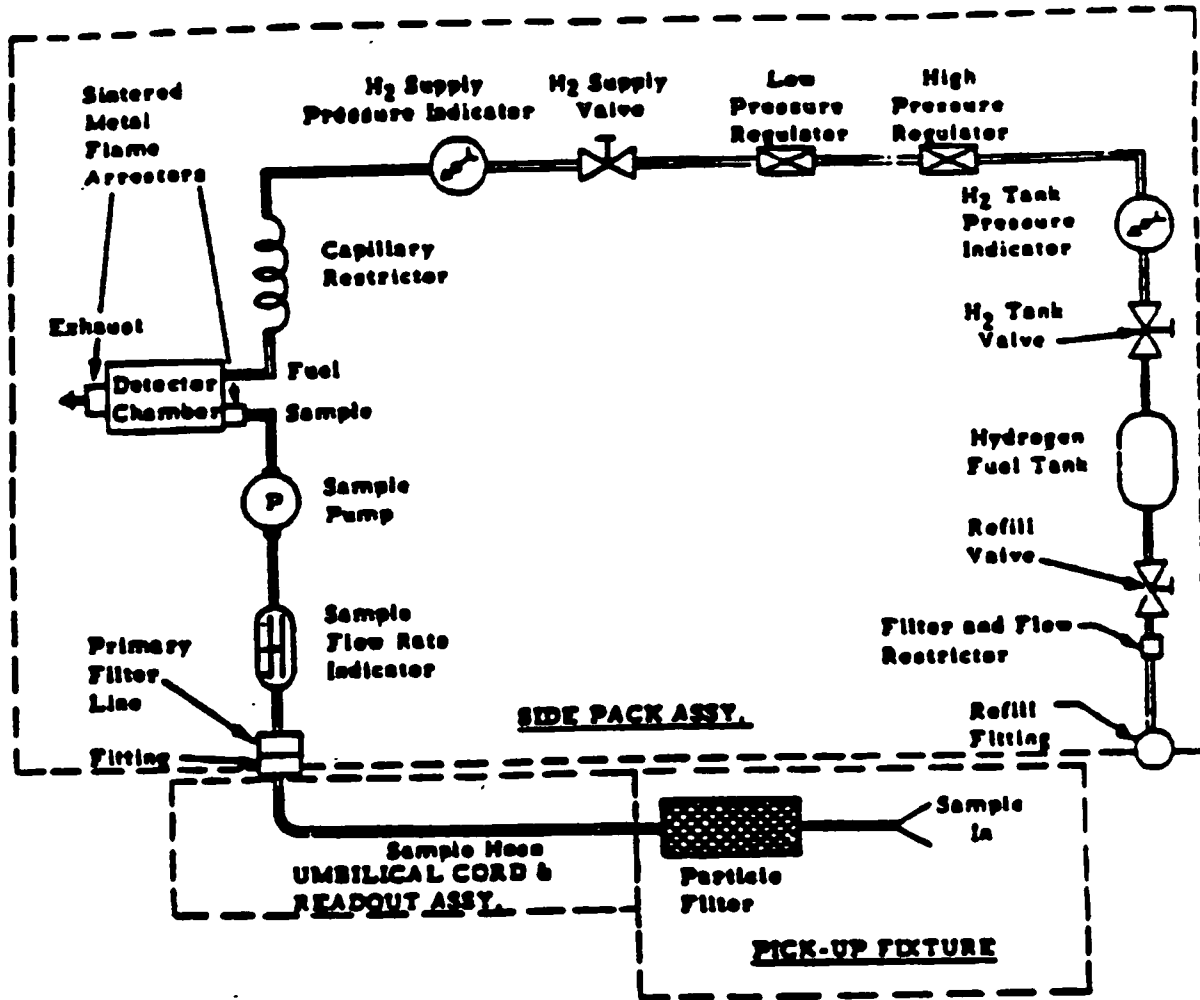 Sintered
Metal
Flame
Arrestors
H2 Supply
Pressure Indicator
H2 Supply
Valve
Low
Pressure
Regulator
High
Pressure
Regulator
H2 Tank
Pressure
Indicator
Capillary
Restrictor
H2 Tank
Valve
Exhaust
Fuel
Detector
Chamber
Sample
Hydrogen
Fuel Tank
P
Sample
Pump
Refill
Valve
Sample
Flow Rate
Indicator
Filter and Flow
Restrictor
Primary
Filter
Line
SIDE PACK ASSY.
Refill
Fitting
Fitting
Sample
In
Sample Hose
UMBILICAL CORD &
READOUT ASSY.
Particle
Filter
PICK-UP FIXTURE